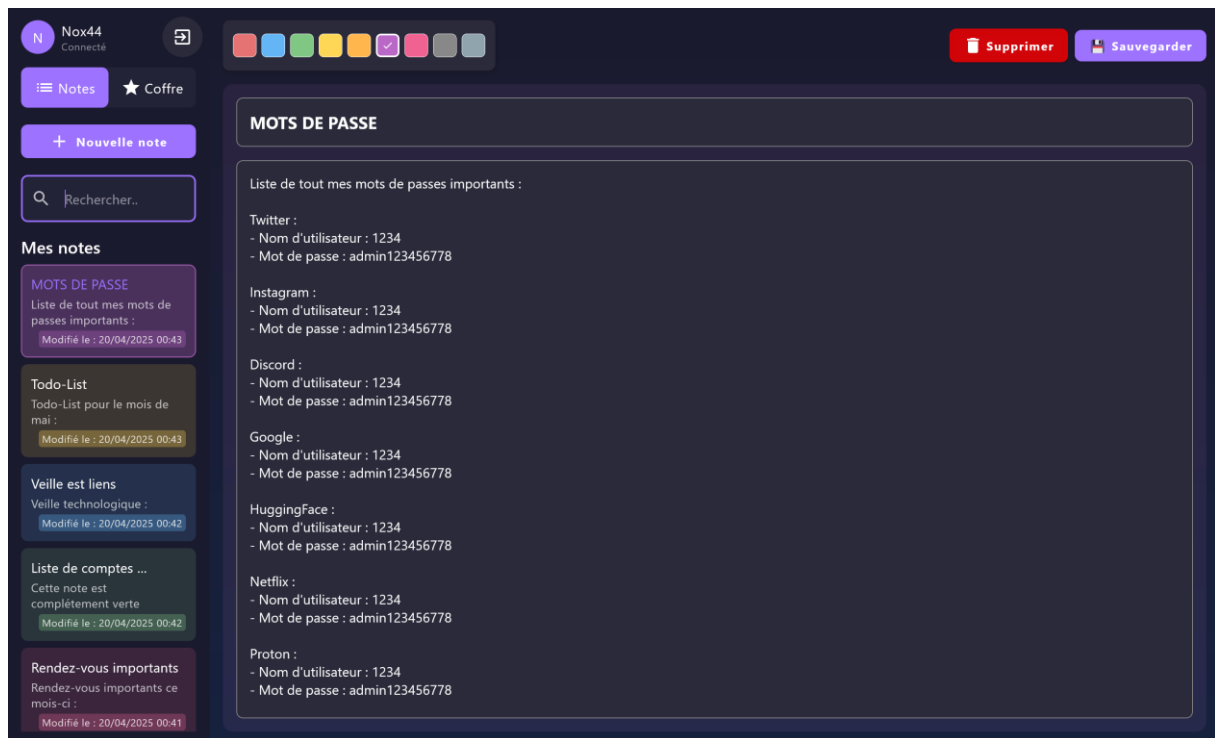 N
Nox44
Connecté
Notes
Coffre
+ Nouvelle note
Rechercher..
Mes notes
MOTS DE PASSE
Liste de tout mes mots de
passes importants :
Modifié le : 20/04/2025 00:43
Todo-List
Todo-List pour le mois de
mai :
Modifié le : 20/04/2025 00:43
Veille est liens
Veille technologique :
Modifié le : 20/04/2025 00:42
Liste de comptes ...
Cette note est
complétement verte
Modifié le : 20/04/2025 00:42
Rendez-vous importants
Rendez-vous importants ce
mois-ci :
Modifié le : 20/04/2025 00:41
Supprimer
Sauvegarder
MOTS DE PASSE
Liste de tout mes mots de passes importants :
Twitter :
- Nom d'utilisateur : 1234
- Mot de passe : admin123456778
Instagram :
- Nom d'utilisateur : 1234
- Mot de passe : admin123456778
Discord :
- Nom d'utilisateur : 1234
- Mot de passe : admin123456778
Google :
- Nom d'utilisateur : 1234
- Mot de passe : admin123456778
HuggingFace :
- Nom d'utilisateur : 1234
- Mot de passe : admin123456778
Netflix :
- Nom d'utilisateur : 1234
- Mot de passe : admin123456778
Proton :
- Nom d'utilisateur : 1234
- Mot de passe : admin123456778